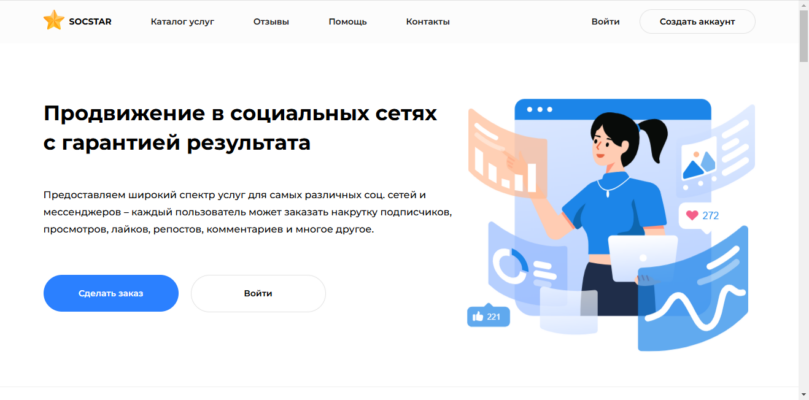 SOCSTAR
Каталог услуг
Отзывы
Помощь
Контакты
Войти
Создать аккаунт
Продвижение в социальных сетях
с гарантией результата
Предоставляем широкий спектр услуг для самых различных соц. сетей и
мессенджеров – каждый пользователь может заказать накрутку подписчиков,
просмотров, лайков, репостов, комментариев и многое другое.
Сделать заказ
Войти
272
221